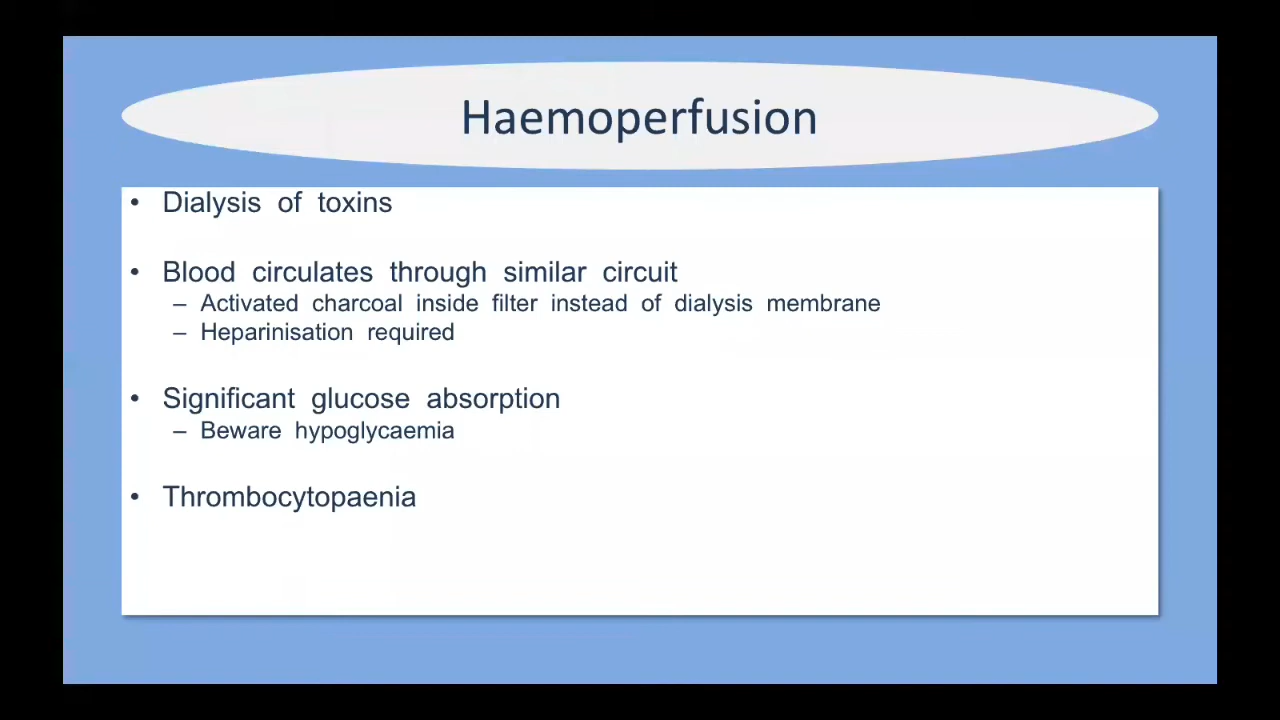 Haemoperfusion
• Dialysis of toxins
• Blood circulates through similar circuit
– Activated charcoal inside filter instead of dialysis membrane
– Heparinisation required
• Significant glucose absorption
– Beware hypoglycaemia
• Thrombocytopaenia